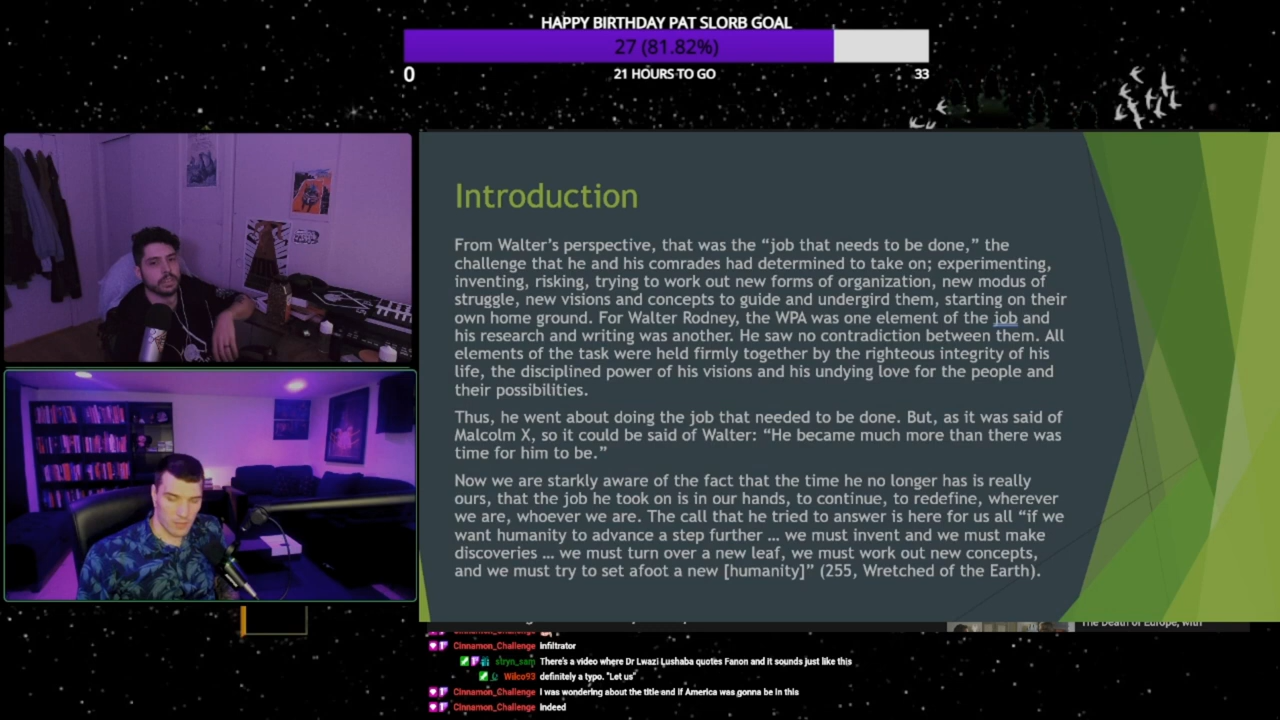 HAPPY BIRTHDAY PAT SLORB GOAL
27 (81.82%)
0
21 HOURS TO GO
33
Introduction
From Walter's perspective, that was the “job that needs to be done,” the
challenge that he and his comrades had determined to take on; experimenting,
inventing, risking, trying to work out new forms of organization, new modus of
struggle, new visions and concepts to guide and undergird them, starting on their
own home ground. For Walter Rodney, the WPA was one element of the job and
his research and writing was another. He saw no contradiction between them. All
elements of the task were held firmly together by the righteous integrity of his
life, the disciplined power of his visions and his undying love for the people and
their possibilities.
Thus, he went about doing the job that needed to be done. But, as it was said of
Malcolm X, so it could be said of Walter: “He became much more than there was
time for him to be.”
Now we are starkly aware of the fact that the time he no longer has is really
ours, that the job he took on is in our hands, to continue, to redefine, wherever
we are, whoever we are. The call that he tried to answer is here for us all “if we
want humanity to advance a step further … we must invent and we must make
discoveries … we must turn over a new leaf, we must work out new concepts,
and we must try to set afoot a new [humanity]” (255, Wretched of the Earth).
The Death of Europe, with
Cinnamon_Challenge
Cinnamon_Challenge Infiltrator
stryn_sam There's a video where Dr Lwazi Lushaba quotes Fanon and it sounds just like this
Wilco93 definitely a typo. "Let us"
Cinnamon_Challenge I was wondering about the title and if America was gonna be in this
Cinnamon_Challenge Indeed